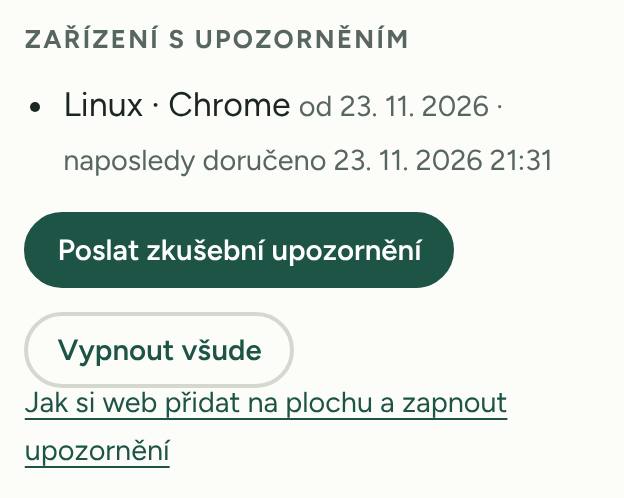 ZAŘÍZENÍ S UPOZORNĚNÍM
• Linux · Chrome od 23. 11. 2026 ·
naposledy doručeno 23. 11. 2026 21:31
Poslat zkušební upozornění
Vypnout všude
Jak si web přidat na plochu a zapnout
upozornění